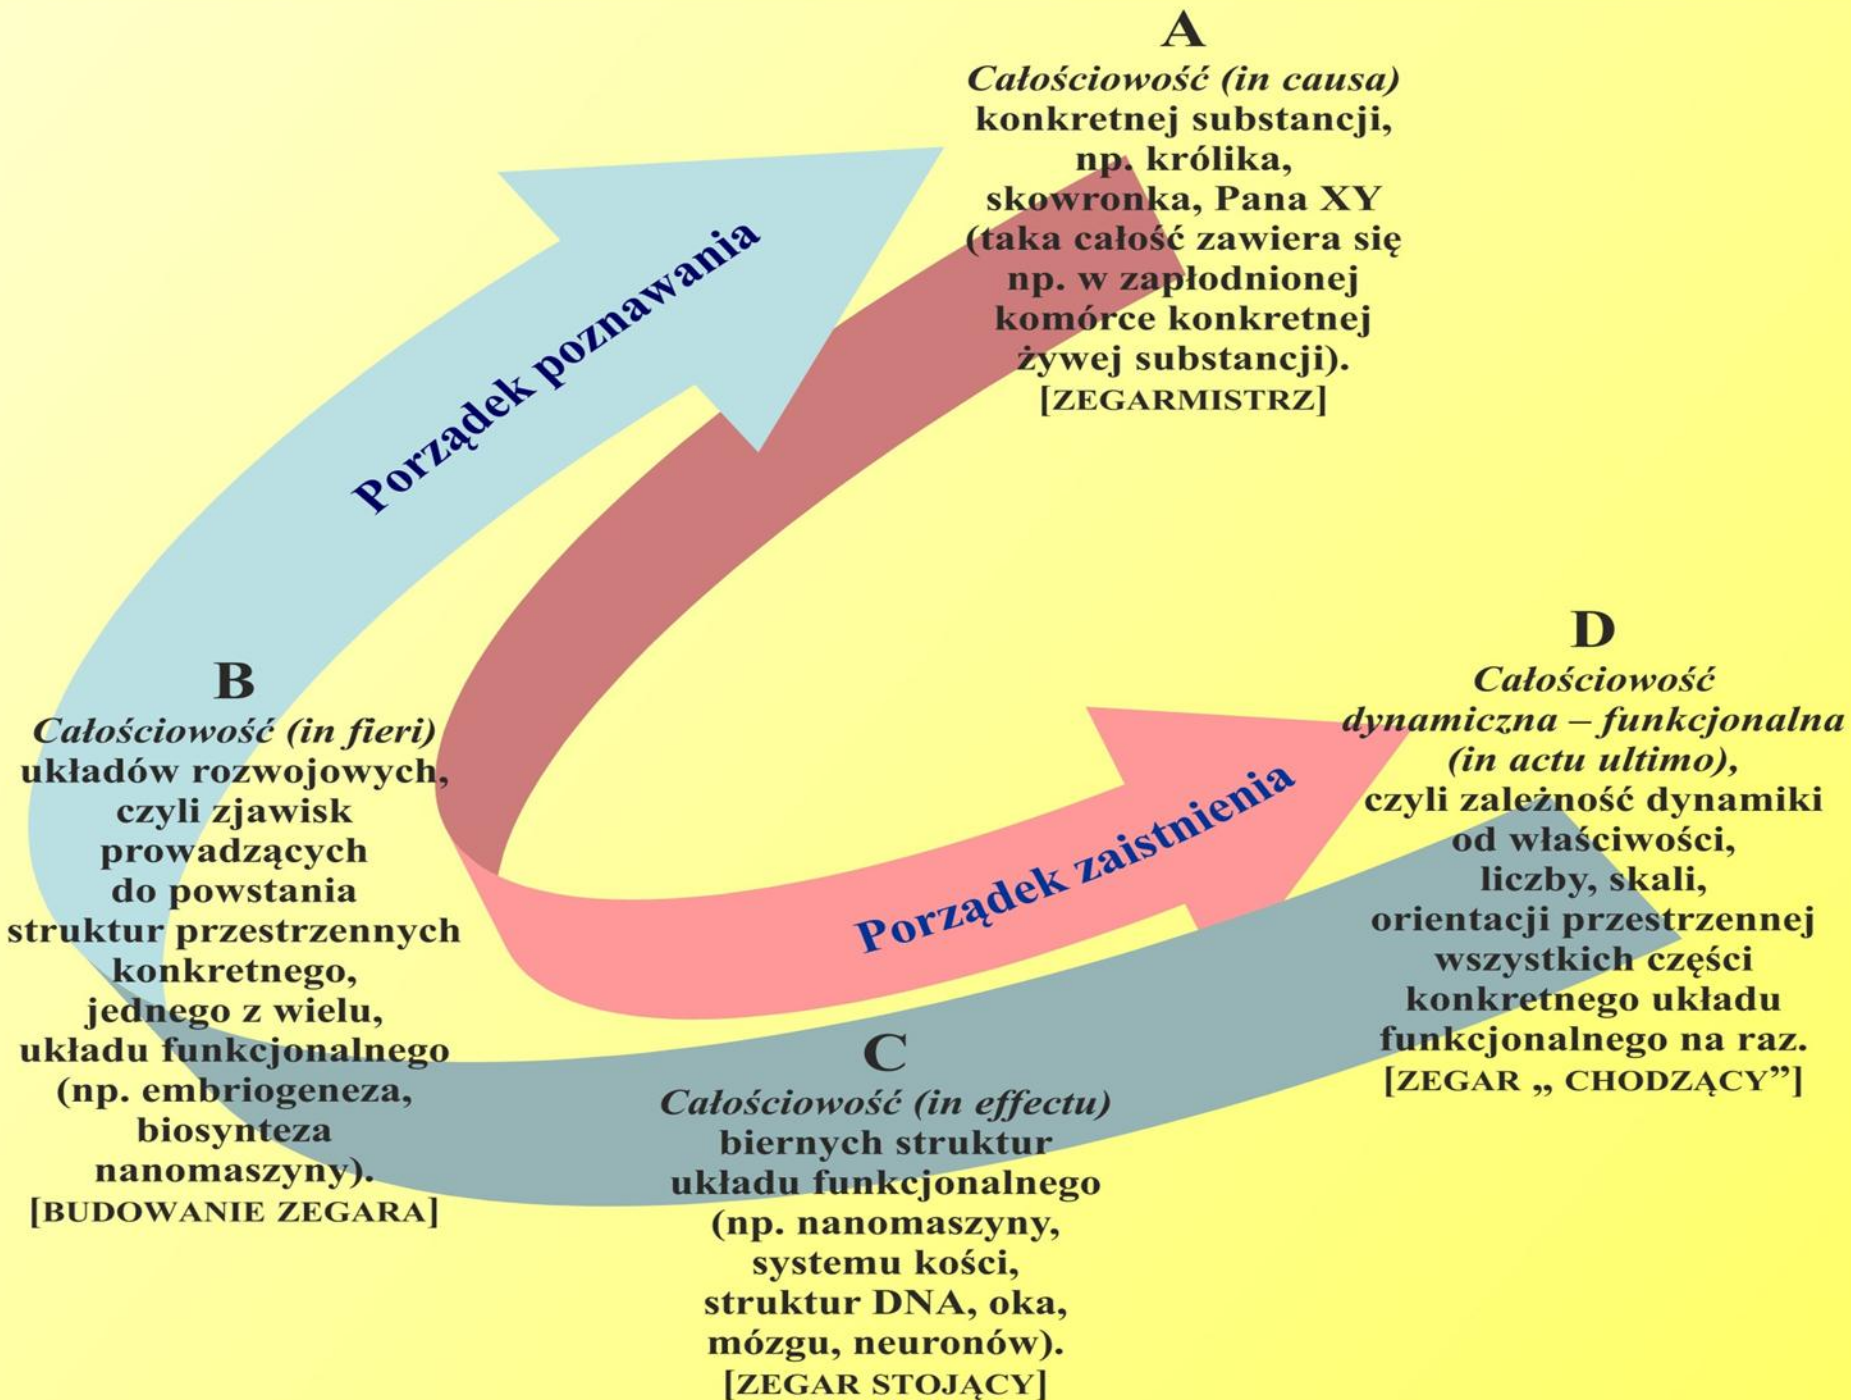 A
Całościowość (in causa)
konkretnej substancji,
np. królika,
skowronka, Pana XY
(taka całość zawiera się
np. w zapłodnionej
komórce konkretnej
żywej substancji).
[ZEGARMISTRZ]
Porządek poznawania
B
Całościowość (in fieri)
układów rozwojowych,
czyli zjawisk
prowadzących
do powstania
struktur przestrzennych
konkretnego,
jednego z wielu,
układu funkcjonalnego
(np. embriogeneza,
biosynteza
nanomaszyny).
[BUDOWANIE ZEGARA]
Porządek zaistnienia
C
Całościowość (in effectu)
biernych struktur
układu funkcjonalnego
(np. nanomaszyny,
systemu kości,
struktur DNA, oka,
mózgu, neuronów).
[ZEGAR STOJĄCY]
D
Całościowość
dynamiczna – funkcjonalna
(in actu ultimo),
czyli zależność dynamiki
od właściwości,
liczby, skali,
orientacji przestrzennej
wszystkich części
konkretnego układu
funkcjonalnego na raz.
[ZEGAR „ CHODZĄCY”]